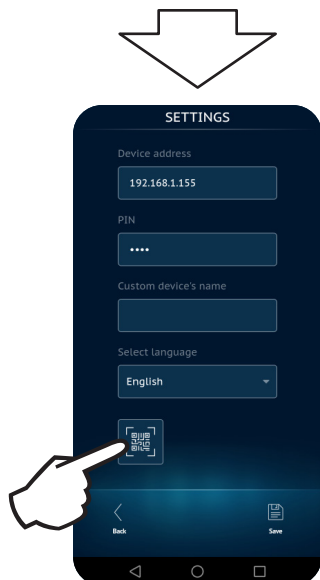 SETTINGS
Device address
192.168.1.155
PIN
••••
Custom device's name
Select language
English
Back
Save